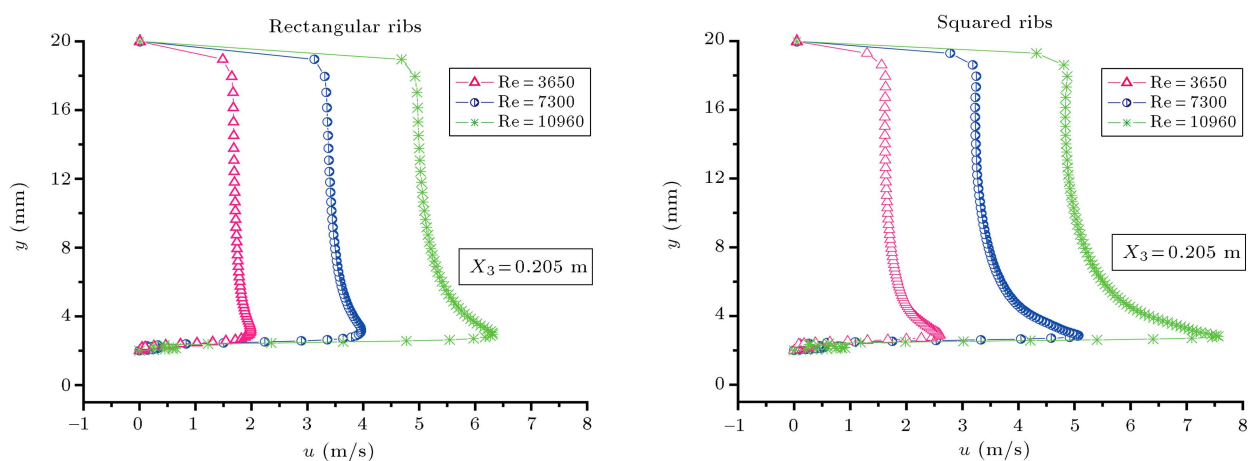 Rectangular ribs
20
16
12
8
4
0
y (mm)
Re = 3650
Re = 7300
Re = 10960
X₃ = 0.205 m
−1 0 1 2 3 4 5 6 7 8
u (m/s)
Squared ribs
20
16
12
8
4
0
y (mm)
Re = 3650
Re = 7300
Re = 10960
X₃ = 0.205 m
−1 0 1 2 3 4 5 6 7 8
u (m/s)